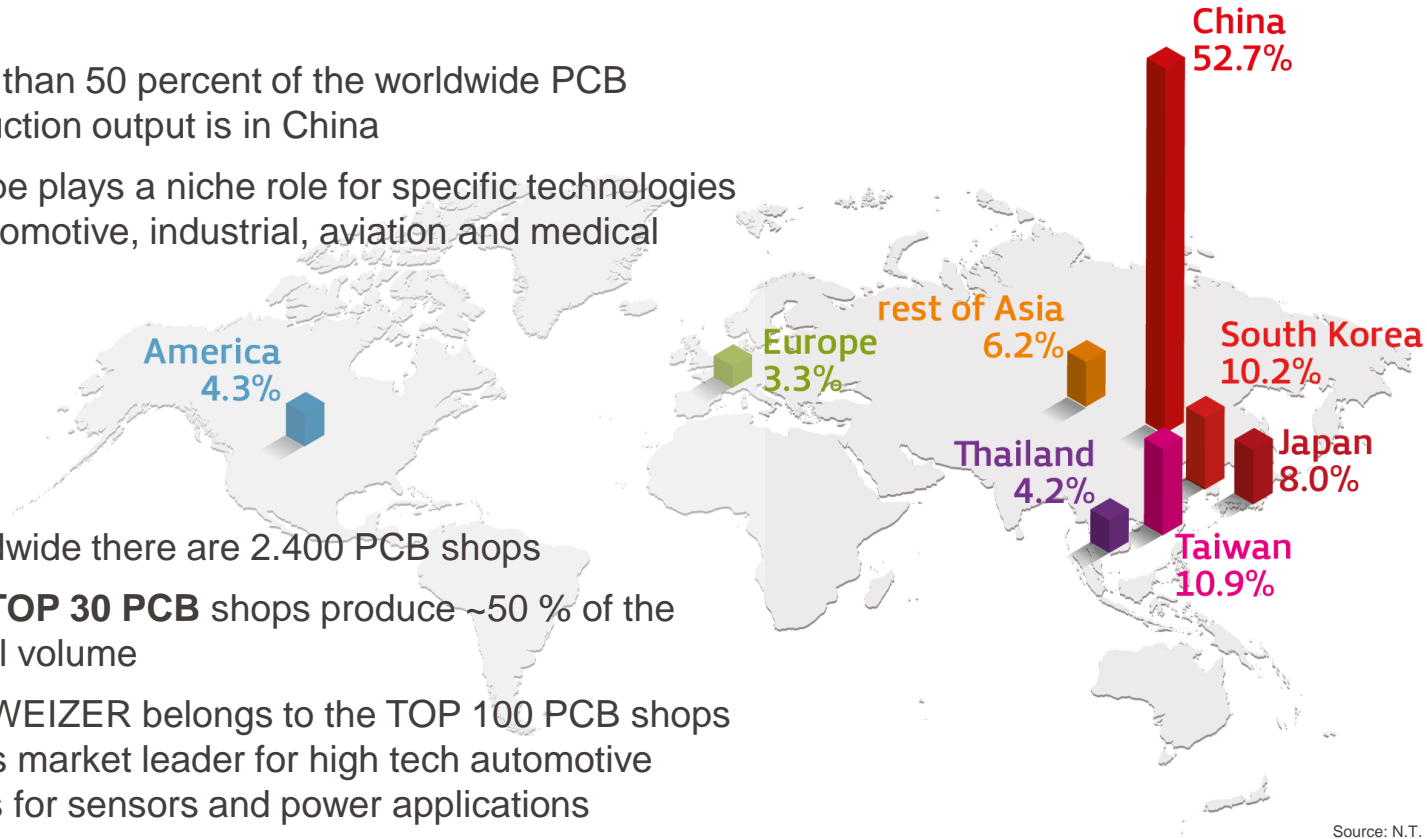 than 50 percent of the worldwide PCB
uction output is in China
pe plays a niche role for specific technologies
omotive, industrial, aviation and medical
China
52.7%
rest of Asia
6.2%
South Korea
10.2%
America
4.3%
Europe
3.3%
Thailand
4.2%
Japan
8.0%
Taiwan
10.9%
dwide there are 2.400 PCB shops
TOP 30 PCB shops produce ~50 % of the
l volume
WEIZER belongs to the TOP 100 PCB shops
s market leader for high tech automotive
s for sensors and power applications
Source: N.T.